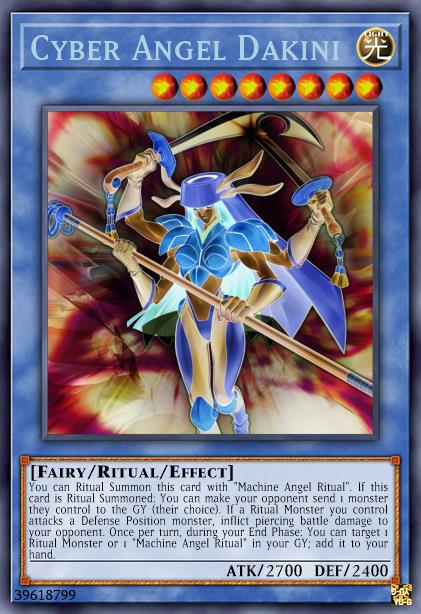 CYBER ANGEL DAKINI
LIGHT
光
[FAIRY/RITUAL/EFFECT]
You can Ritual Summon this card with "Machine Angel Ritual". If this
card is Ritual Summoned: You can make your opponent send 1 monster
they control to the GY (their choice). If a Ritual Monster you control
attacks a Defense Position monster, inflict piercing battle damage to
your opponent. Once per turn, during your End Phase: You can target 1
Ritual Monster or 1 "Machine Angel Ritual" in your GY; add it to your
hand.
ATK/2700 DEF/2400
39618799